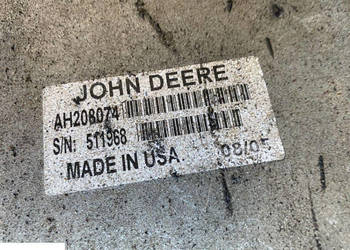 JOHN DEERE
AH208074
S/N: 511968
MADE IN USA 08/05